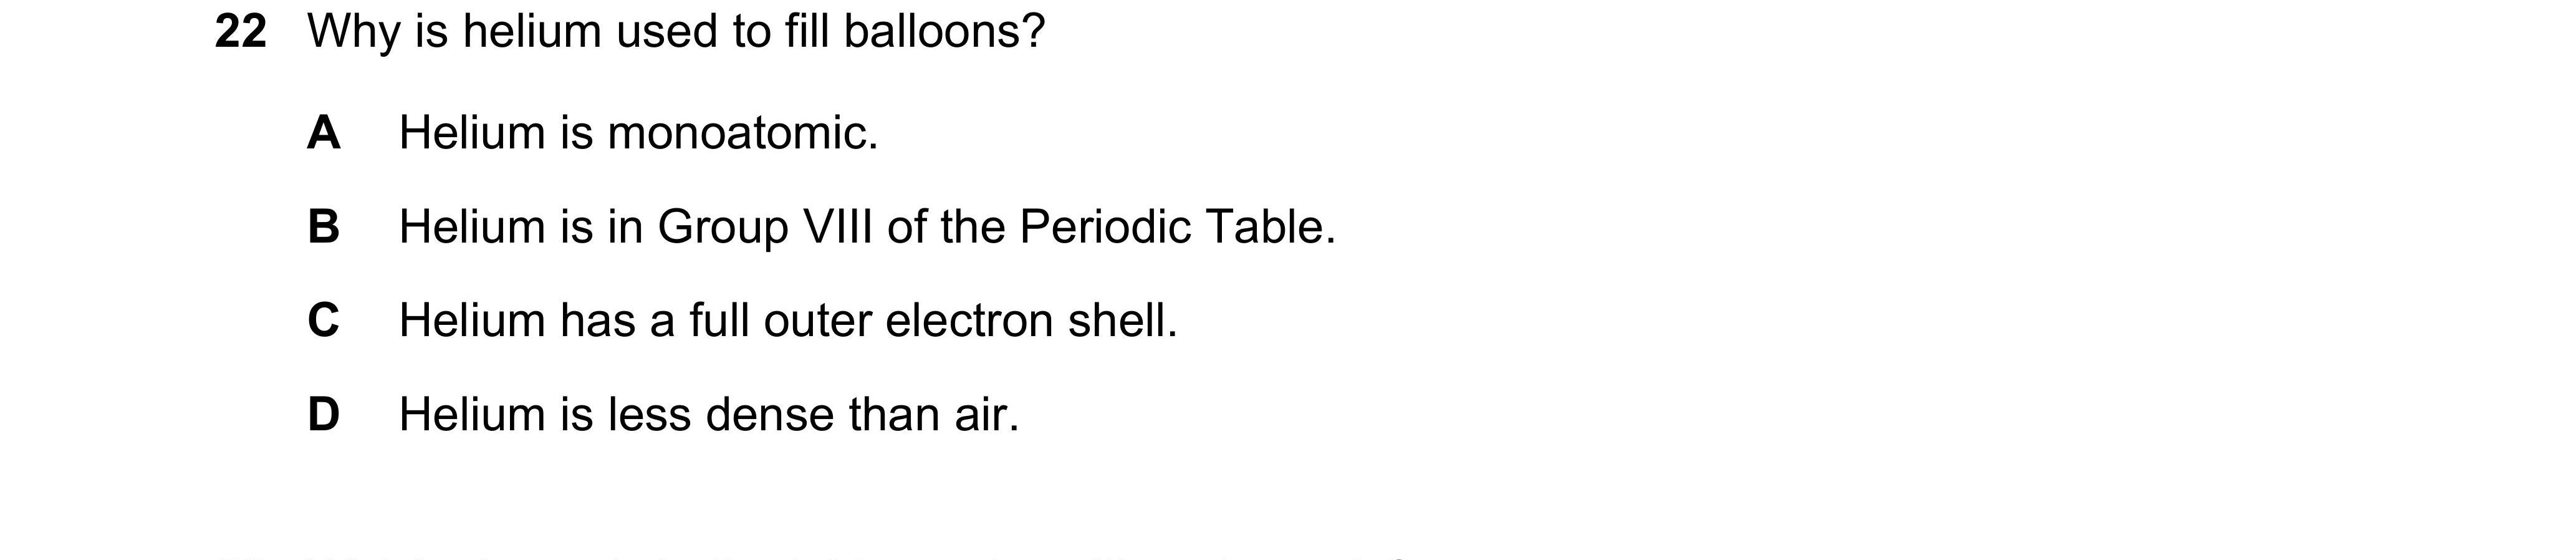 22 Why is helium used to fill balloons?
A Helium is monoatomic.
B Helium is in Group VIII of the Periodic Table.
C Helium has a full outer electron shell.
D Helium is less dense than air.